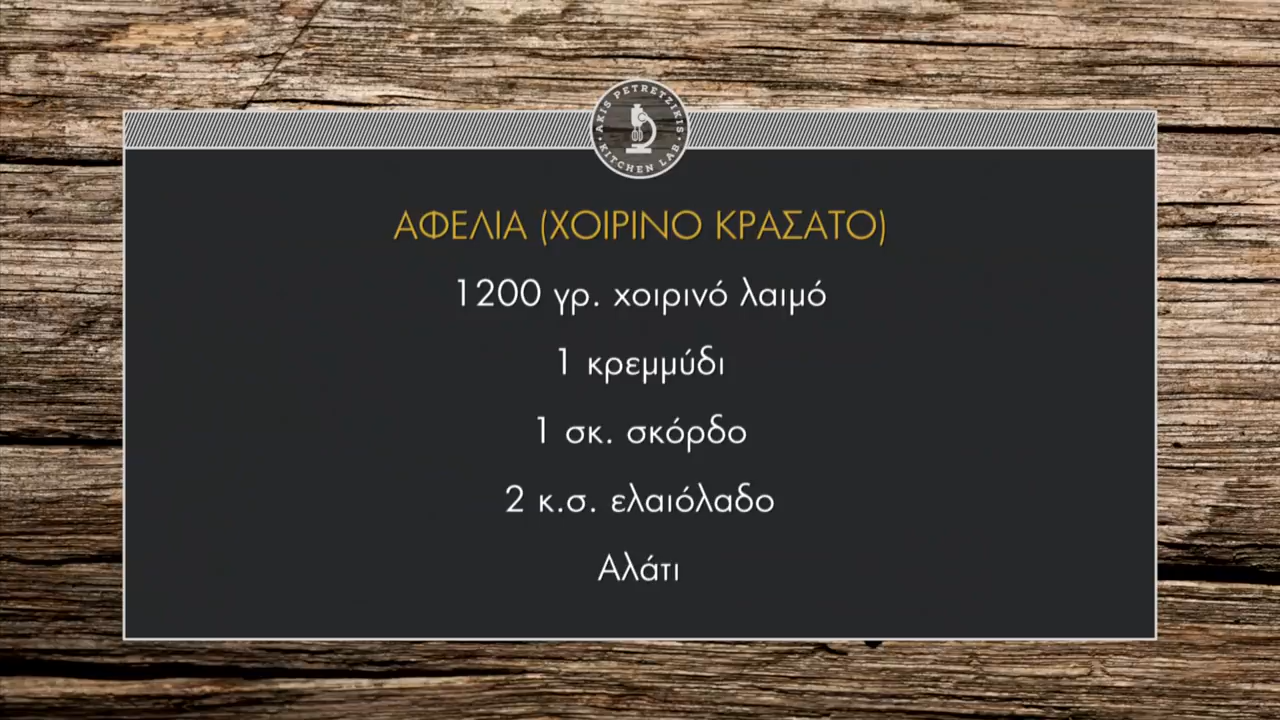 AKIS PETRETZIKIS
KITCHEN LAB
ΑΦΕΛΙΑ (ΧΟΙΡΙΝΟ ΚΡΑΣΑΤΟ)
1200 γρ. χοιρινό λαιμό
1 κρεμμύδι
1 σκ. σκόρδο
2 κ.σ. ελαιόλαδο
Αλάτι